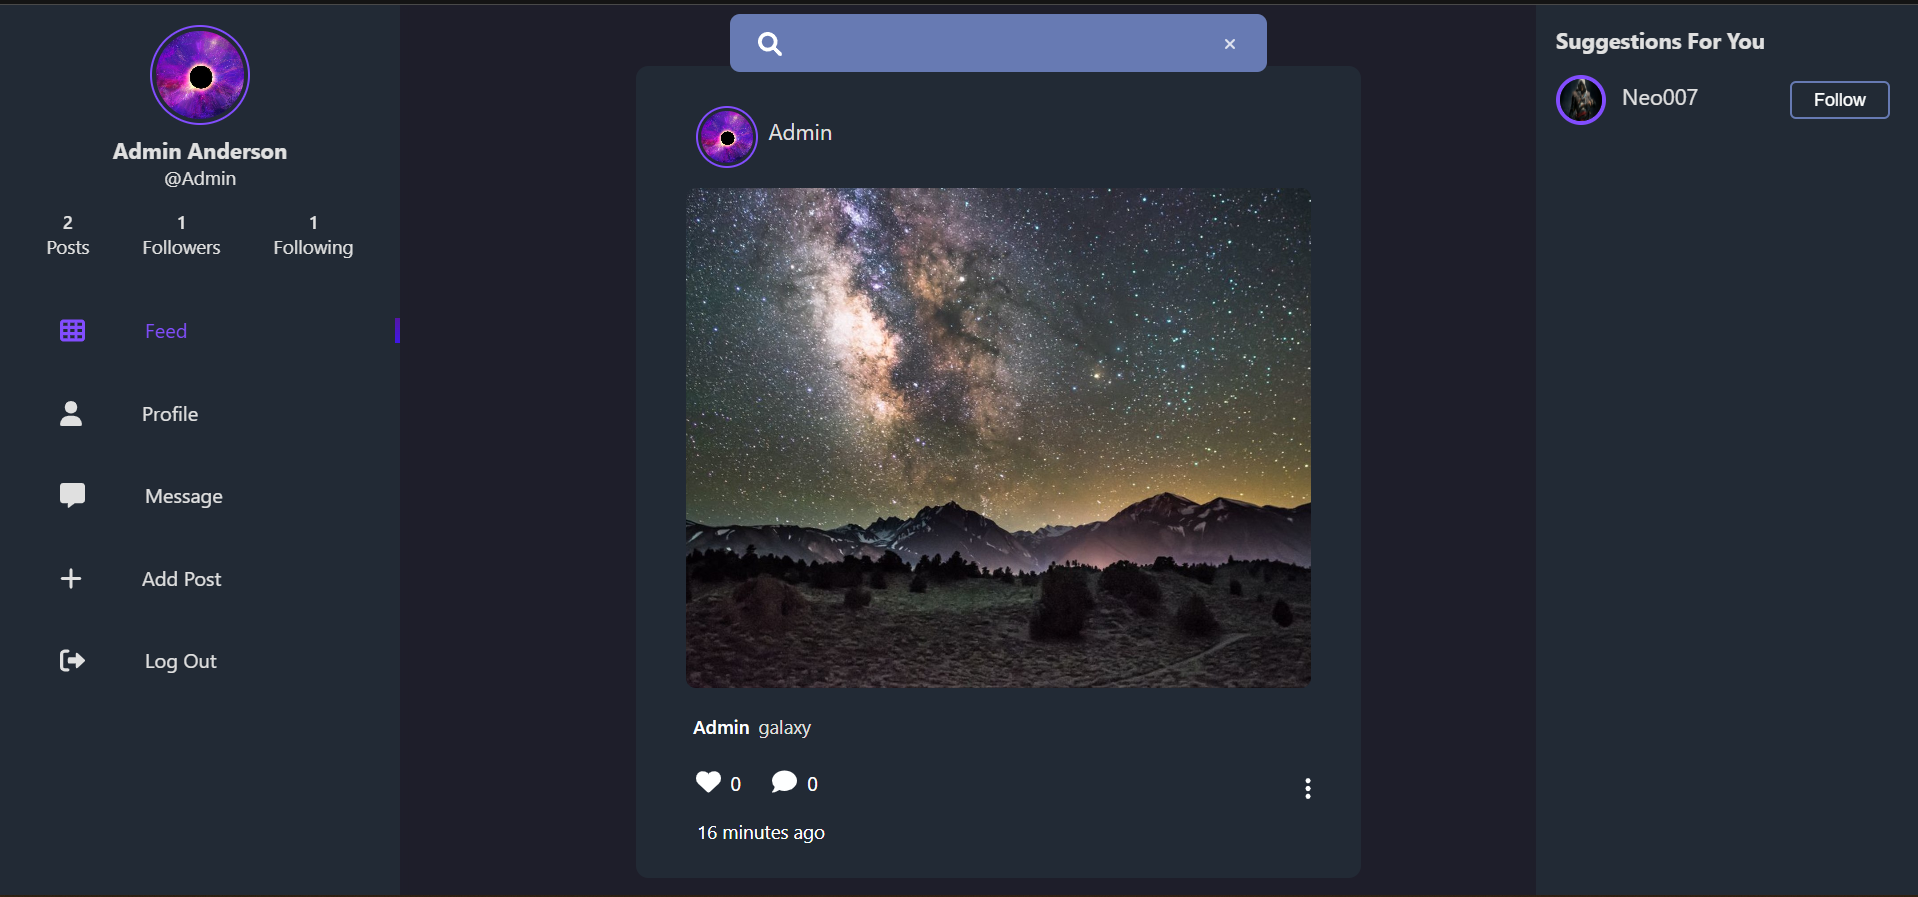 Admin Anderson
@Admin
2 1 1
Posts Followers Following
Feed
Profile
Message
Add Post
Log Out
Admin
Admin galaxy
0 0
16 minutes ago
Suggestions For You
Neo007 Follow